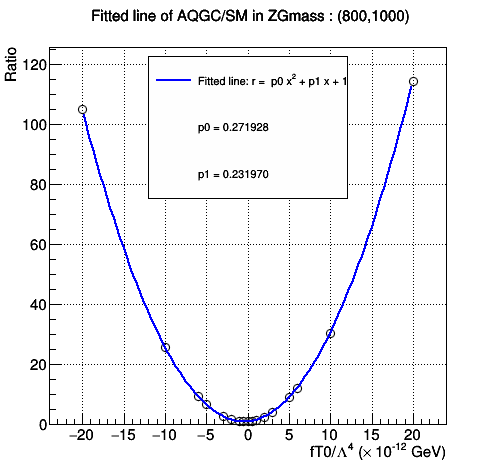 Fitted line of AQGC/SM in ZGmass : (800,1000)
Ratio
Fitted line: r = p0 x² + p1 x + 1
p0 = 0.271928
p1 = 0.231970
120
100
80
60
40
20
0
−20 −15 −10 −5 0 5 10 15 20
fT0/Λ⁴ (× 10⁻¹² GeV)